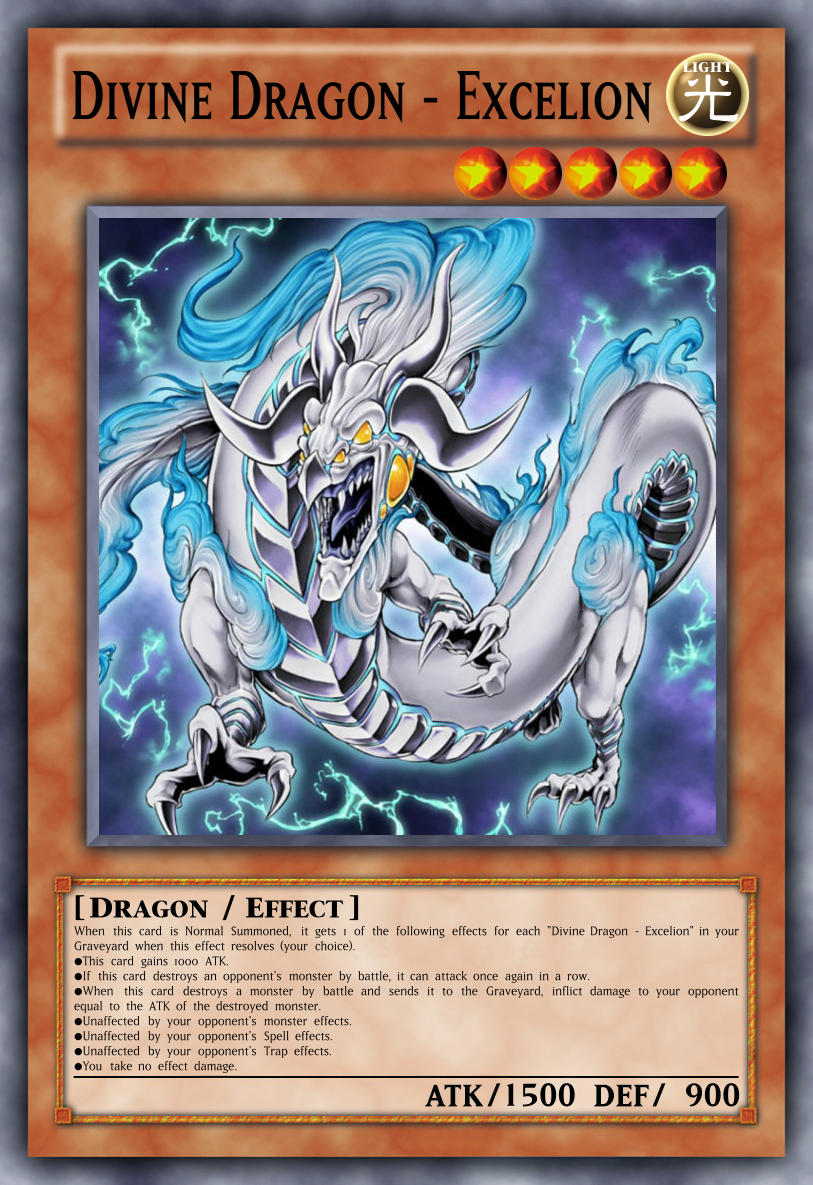 Divine Dragon - Excelion
LIGHT
光
[ Dragon / Effect ]
When this card is Normal Summoned, it gets 1 of the following effects for each "Divine Dragon - Excelion" in your
Graveyard when this effect resolves (your choice).
●This card gains 1000 ATK.
●If this card destroys an opponent's monster by battle, it can attack once again in a row.
●When this card destroys a monster by battle and sends it to the Graveyard, inflict damage to your opponent
equal to the ATK of the destroyed monster.
●Unaffected by your opponent's monster effects.
●Unaffected by your opponent's Spell effects.
●Unaffected by your opponent's Trap effects.
●You take no effect damage.
ATK/1500 DEF/ 900